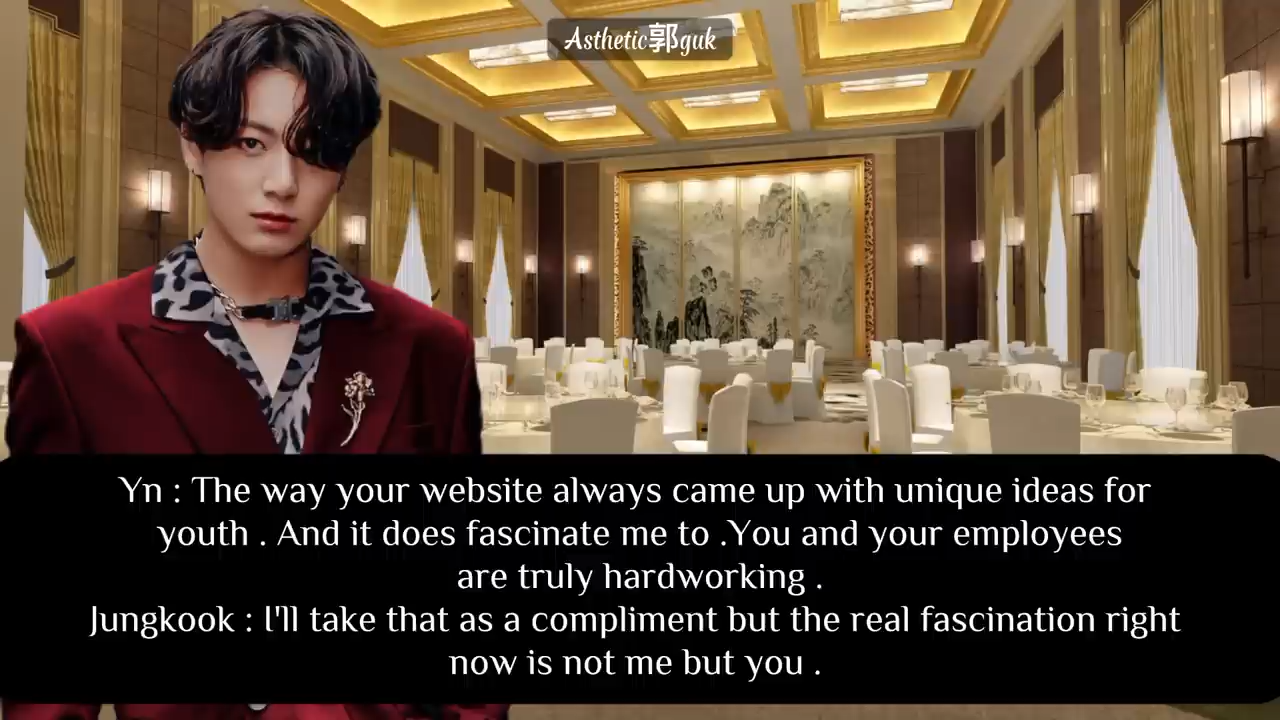 Asthetic郭guk
Yn : The way your website always came up with unique ideas for
youth . And it does fascinate me to .You and your employees
are truly hardworking .
Jungkook : I'll take that as a compliment but the real fascination right
now is not me but you .